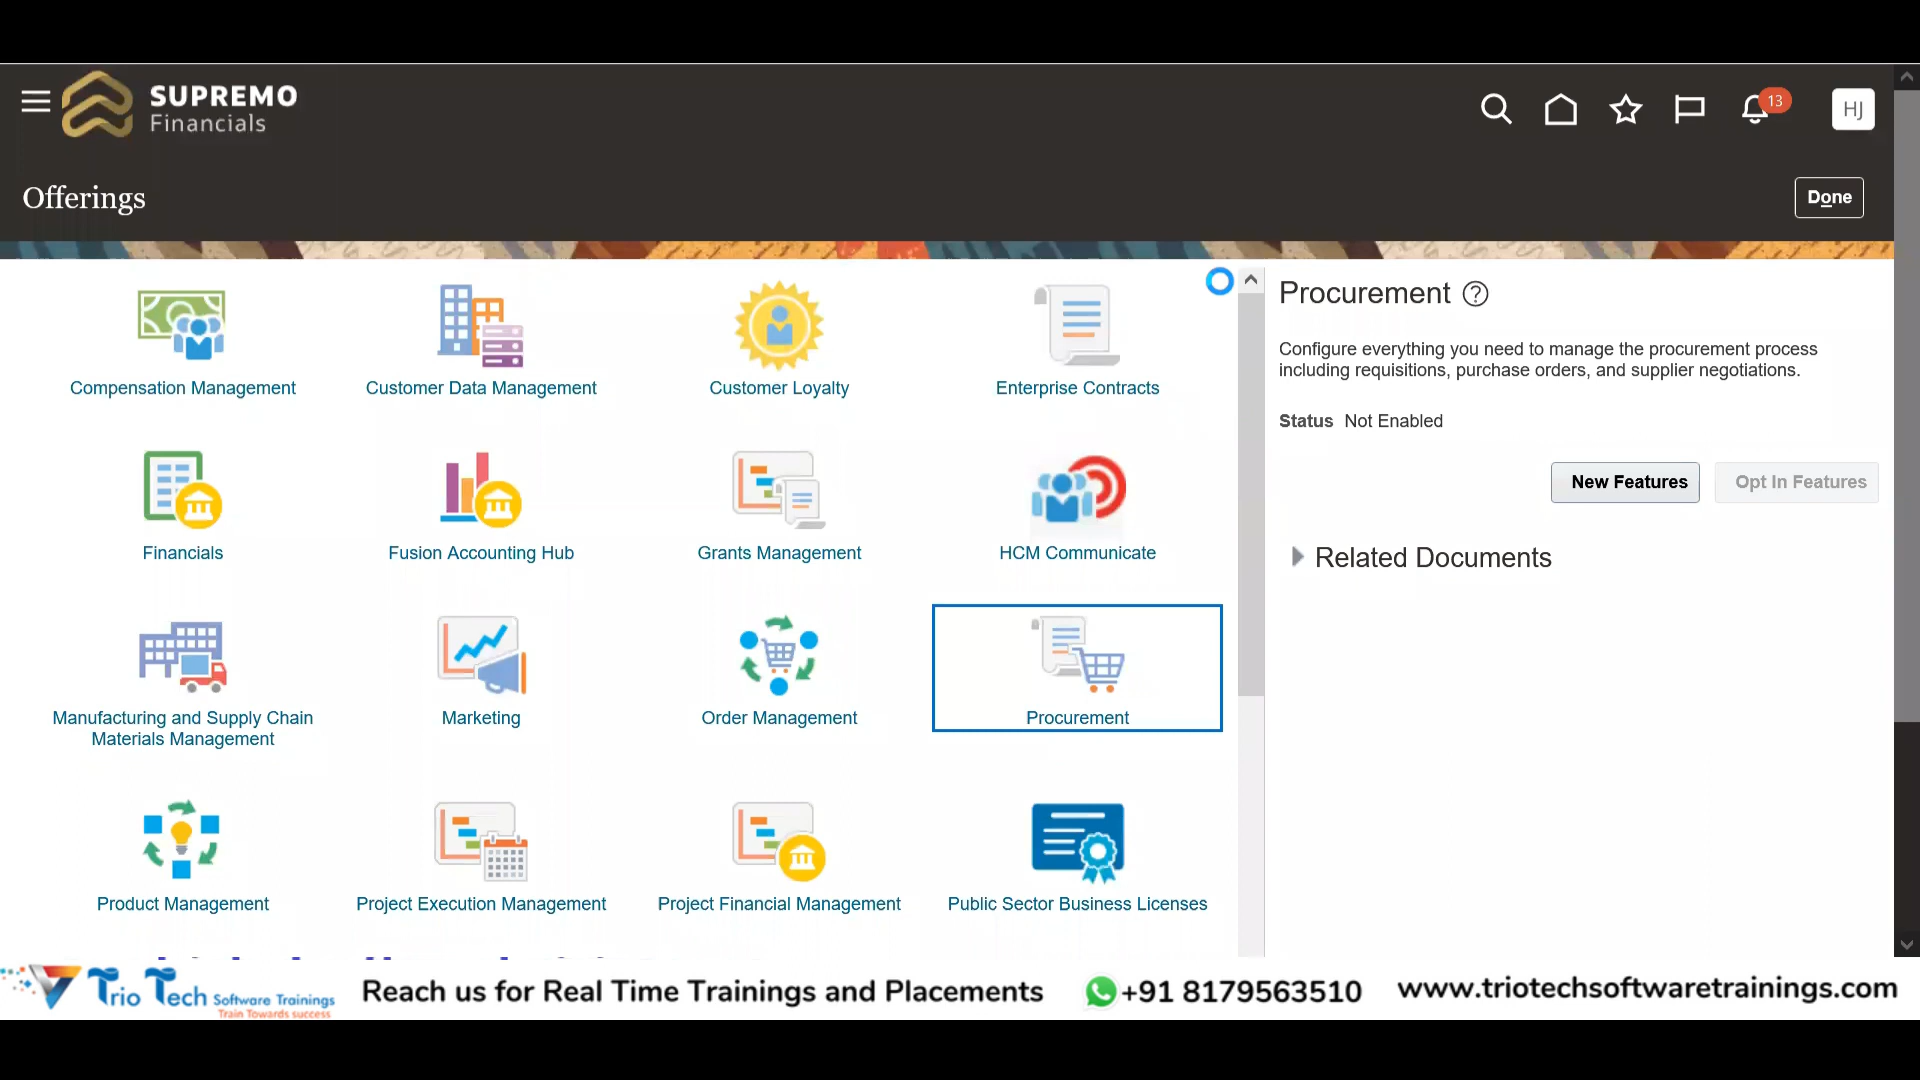 SUPREMO
Financials
13
HJ
Offerings
Done
Compensation Management
Customer Data Management
Customer Loyalty
Enterprise Contracts
Financials
Fusion Accounting Hub
Grants Management
HCM Communicate
Manufacturing and Supply Chain
Materials Management
Marketing
Order Management
Procurement
Product Management
Project Execution Management
Project Financial Management
Public Sector Business Licenses
Procurement
Configure everything you need to manage the procurement process
including requisitions, purchase orders, and supplier negotiations.
Status Not Enabled
New Features
Opt In Features
Related Documents
Trio Tech Software Trainings
Train Towards success
Reach us for Real Time Trainings and Placements
+91 8179563510
www.triotechsoftwaretrainings.com